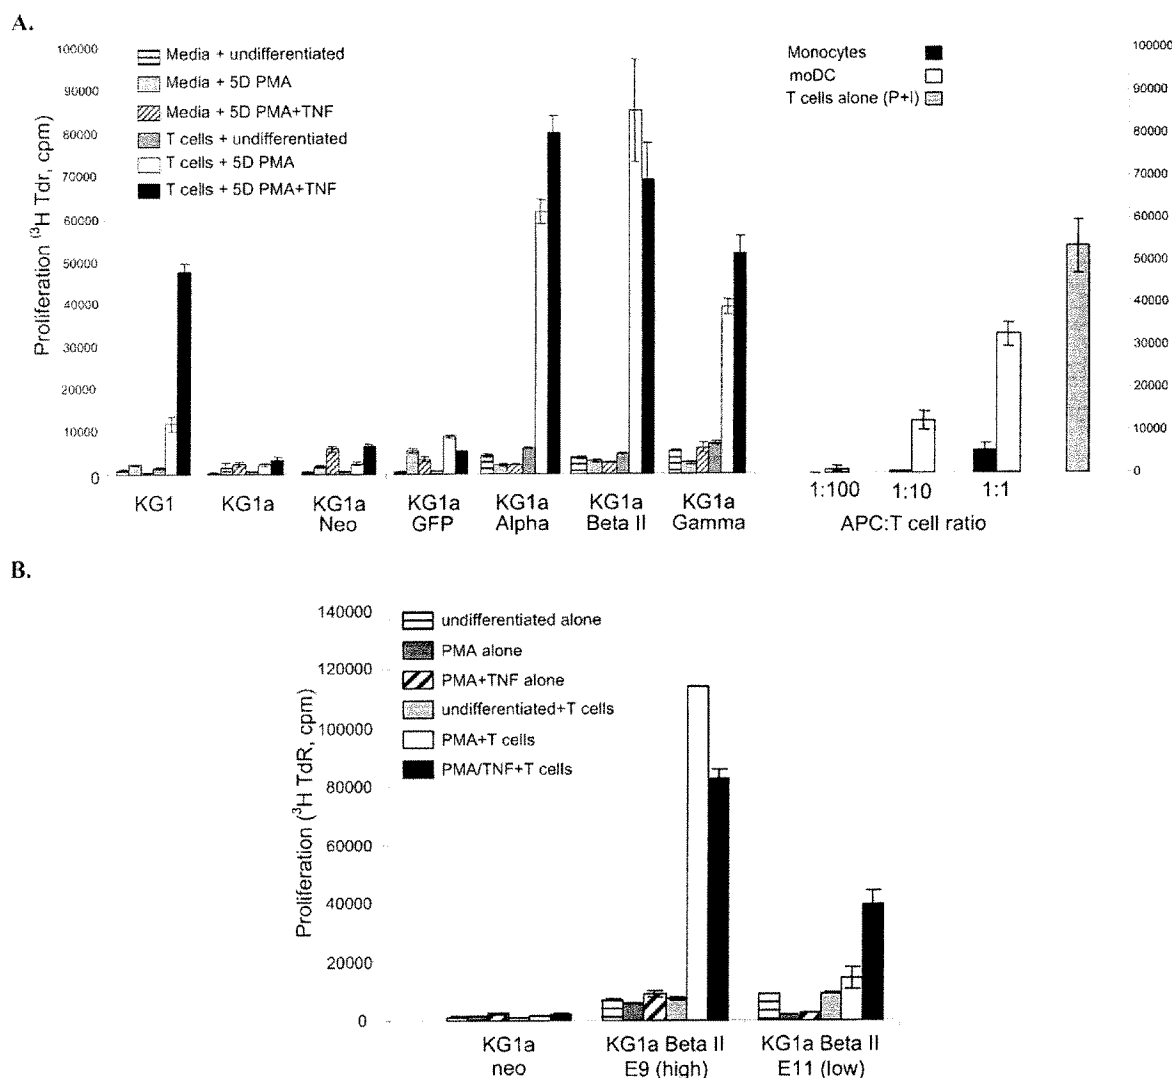 A.
Proliferation (³H Tdr, cpm)
100000
90000
80000
70000
60000
50000
40000
30000
20000
10000
0
Media + undifferentiated
Media + 5D PMA
Media + 5D PMA+TNF
T cells + undifferentiated
T cells + 5D PMA
T cells + 5D PMA+TNF
KG1
KG1a
KG1a
Neo
KG1a
GFP
KG1a
Alpha
KG1a
Beta II
KG1a
Gamma
Monocytes
moDC
T cells alone (P+I)
100000
90000
80000
70000
60000
50000
40000
30000
20000
10000
0
1:100 1:10 1:1
APC:T cell ratio
B.
Proliferation (³H TdR, cpm)
140000
120000
100000
80000
60000
40000
20000
0
undifferentiated alone
PMA alone
PMA+TNF alone
undifferentiated+T cells
PMA+T cells
PMA/TNF+T cells
KG1a
neo
KG1a Beta II
E9 (high)
KG1a Beta II
E11 (low)